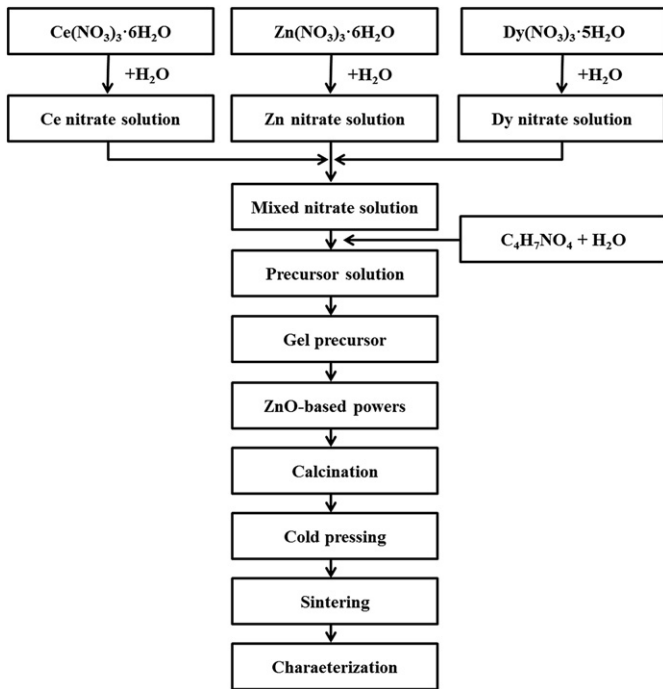 Ce(NO₃)₃·6H₂O
Zn(NO₃)₃·6H₂O
Dy(NO₃)₃·5H₂O
+H₂O
+H₂O
+H₂O
Ce nitrate solution
Zn nitrate solution
Dy nitrate solution
Mixed nitrate solution
C₄H₇NO₄ + H₂O
Precursor solution
Gel precursor
ZnO-based powers
Calcination
Cold pressing
Sintering
Charaeterization